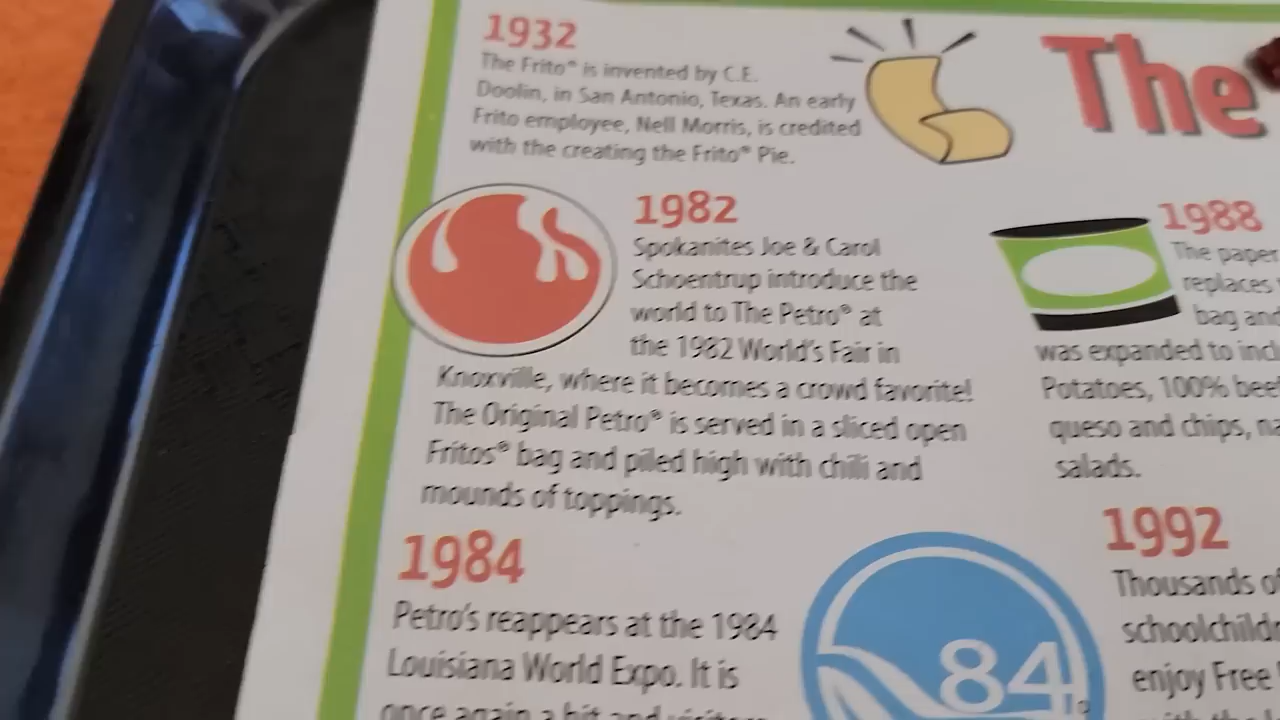 1932
The Frito® is invented by C.E.
Doolin, in San Antonio, Texas. An early
Frito employee, Nell Morris, is credited
with the creating the Frito® Pie.
The
1982
Spokanites Joe & Carol
Schoentrup introduce the
world to The Petro® at
the 1982 World's Fair in
Knoxville, where it becomes a crowd favorite!
The Original Petro® is served in a sliced open
Fritos® bag and piled high with chili and
mounds of toppings.
1988
The paper
replaces
bag and
was expanded to incl
Potatoes, 100% beef
queso and chips, na
salads.
1984
Petro's reappears at the 1984
Louisiana World Expo. It is
once again a hit and
84
1992
Thousands of
schoolchildr
enjoy Free